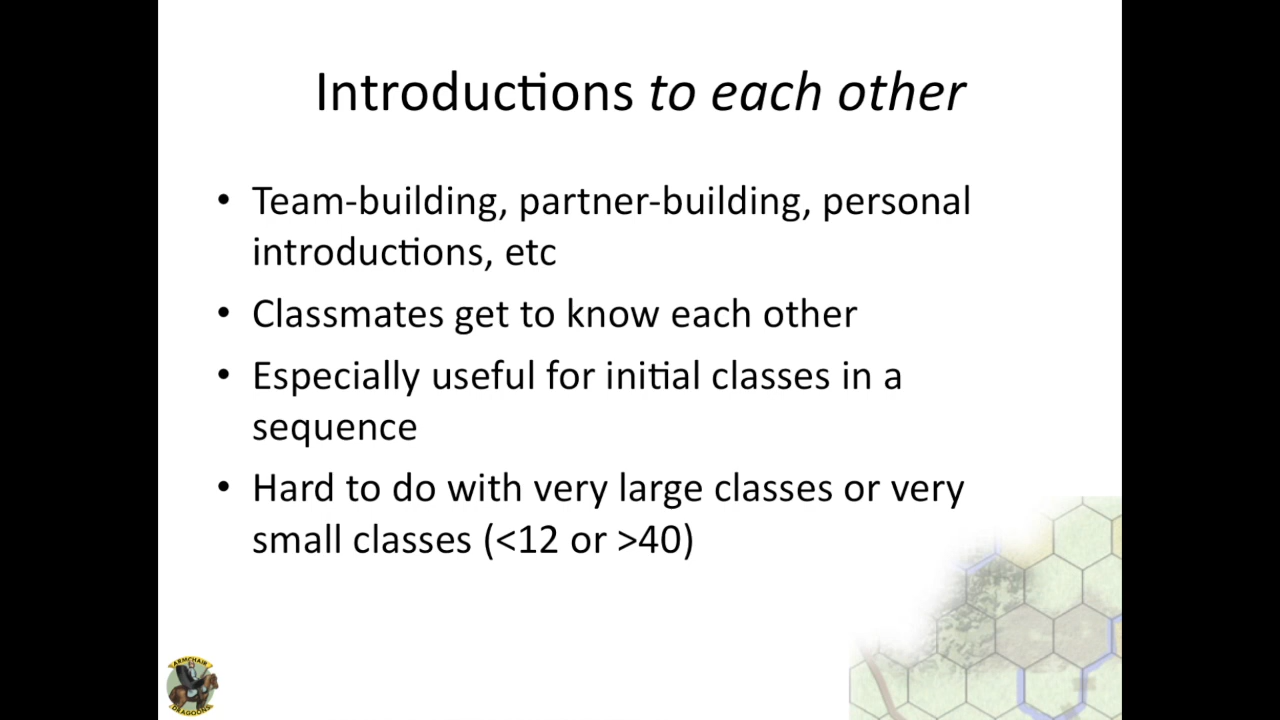 Introductions to each other
• Team-building, partner-building, personal
introductions, etc
• Classmates get to know each other
• Especially useful for initial classes in a
sequence
• Hard to do with very large classes or very
small classes (<12 or >40)
ARMCHAIR
DRAGOONS